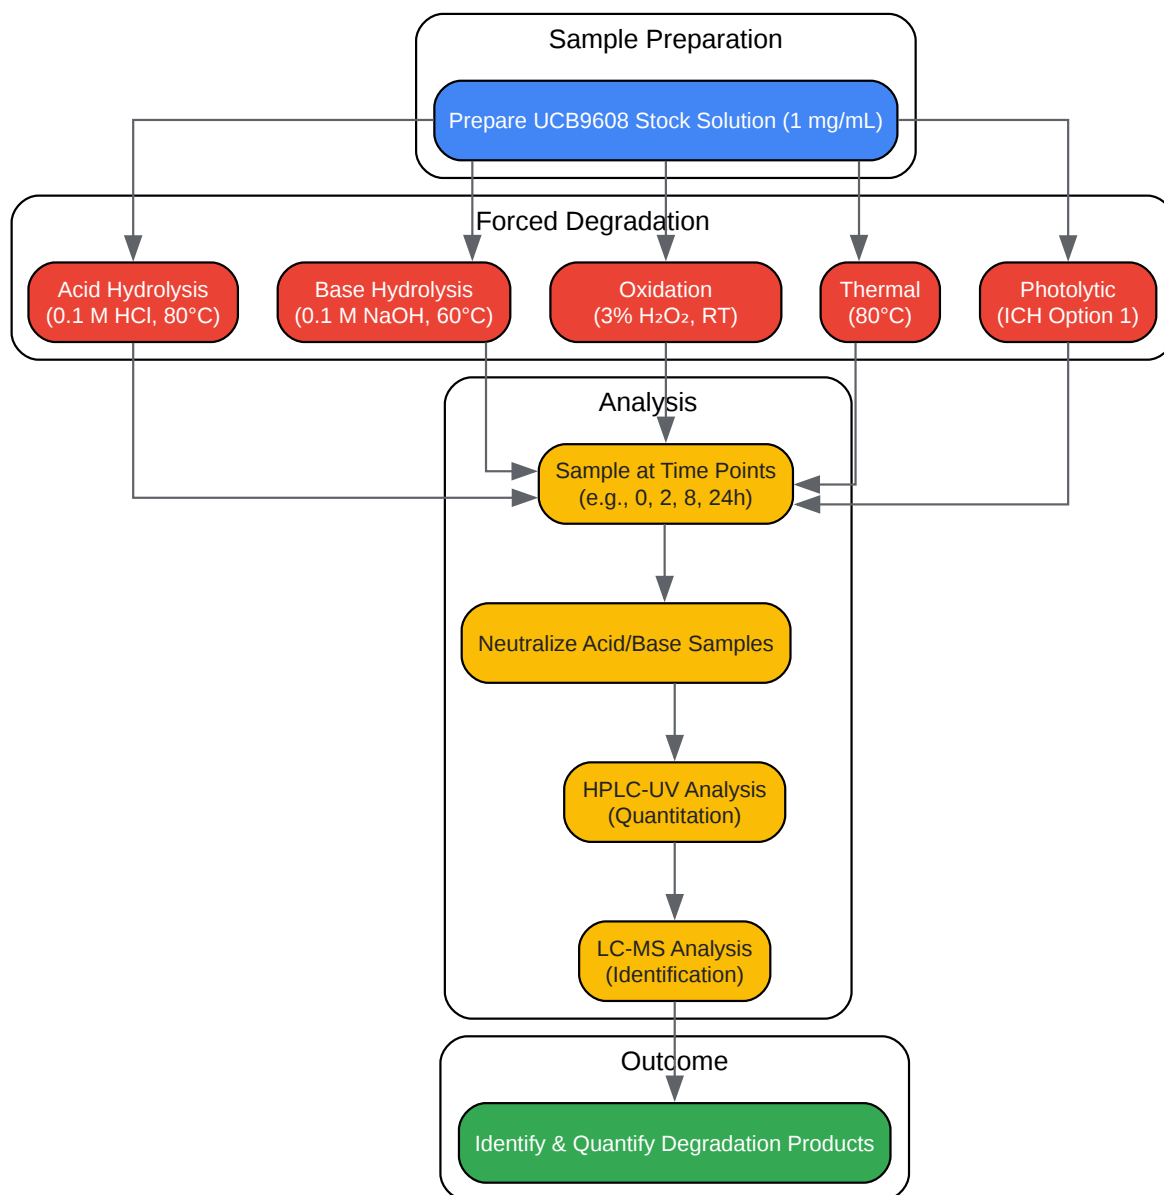 Sample Preparation
Prepare UCB9608 Stock Solution (1 mg/mL)
Forced Degradation
Acid Hydrolysis
(0.1 M HCl, 80°C)
Base Hydrolysis
(0.1 M NaOH, 60°C)
Oxidation
(3% H₂O₂, RT)
Thermal
(80°C)
Photolytic
(ICH Option 1)
Analysis
Sample at Time Points
(e.g., 0, 2, 8, 24h)
Neutralize Acid/Base Samples
HPLC-UV Analysis
(Quantitation)
LC-MS Analysis
(Identification)
Outcome
Identify & Quantify Degradation Products